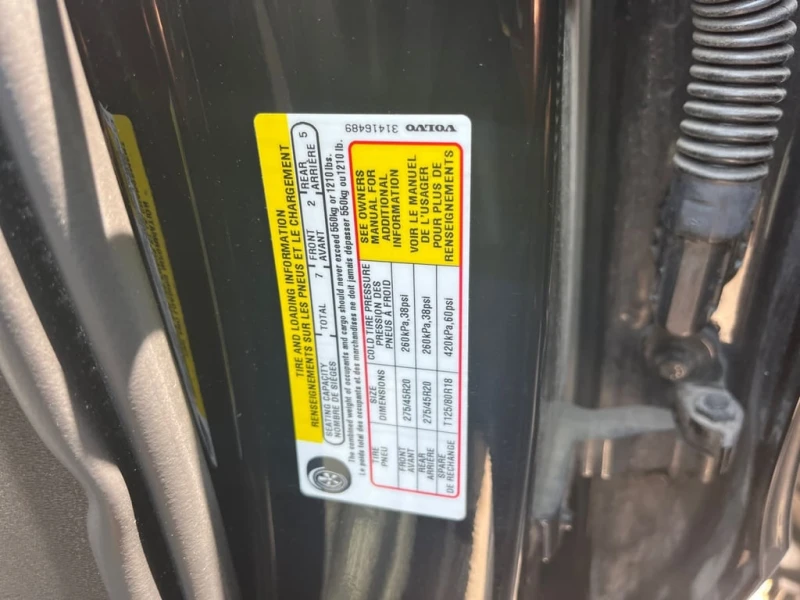 TIRE AND LOADING INFORMATION
RENSEIGNEMENTS SUR LES PNEUS ET LE CHARGEMENT
SEATING CAPACITY
NOMBRE DE SIÈGES
TOTAL 7
FRONT
AVANT
2
REAR
ARRIÈRE
5
The combined weight of occupants and cargo should never exceed 550kg or 1210 lbs.
Le poids total des occupants et des marchandises ne doit jamais dépasser 550kg ou 1210 lb.
TIRE
PNEU
SIZE
DIMENSIONS
COLD TIRE PRESSURE
PRESSION DES
PNEUS À FROID
FRONT
AVANT
275/45R20
260kPa,38psi
REAR
ARRIÈRE
275/45R20
260kPa,38psi
SPARE
DE RECHANGE
T125/80R18
420kPa,60psi
SEE OWNERS
MANUAL FOR
ADDITIONAL
INFORMATION
VOIR LE MANUEL
DE L'USAGER
POUR PLUS DE
RENSEIGNEMENTS
VOLVO 31416489